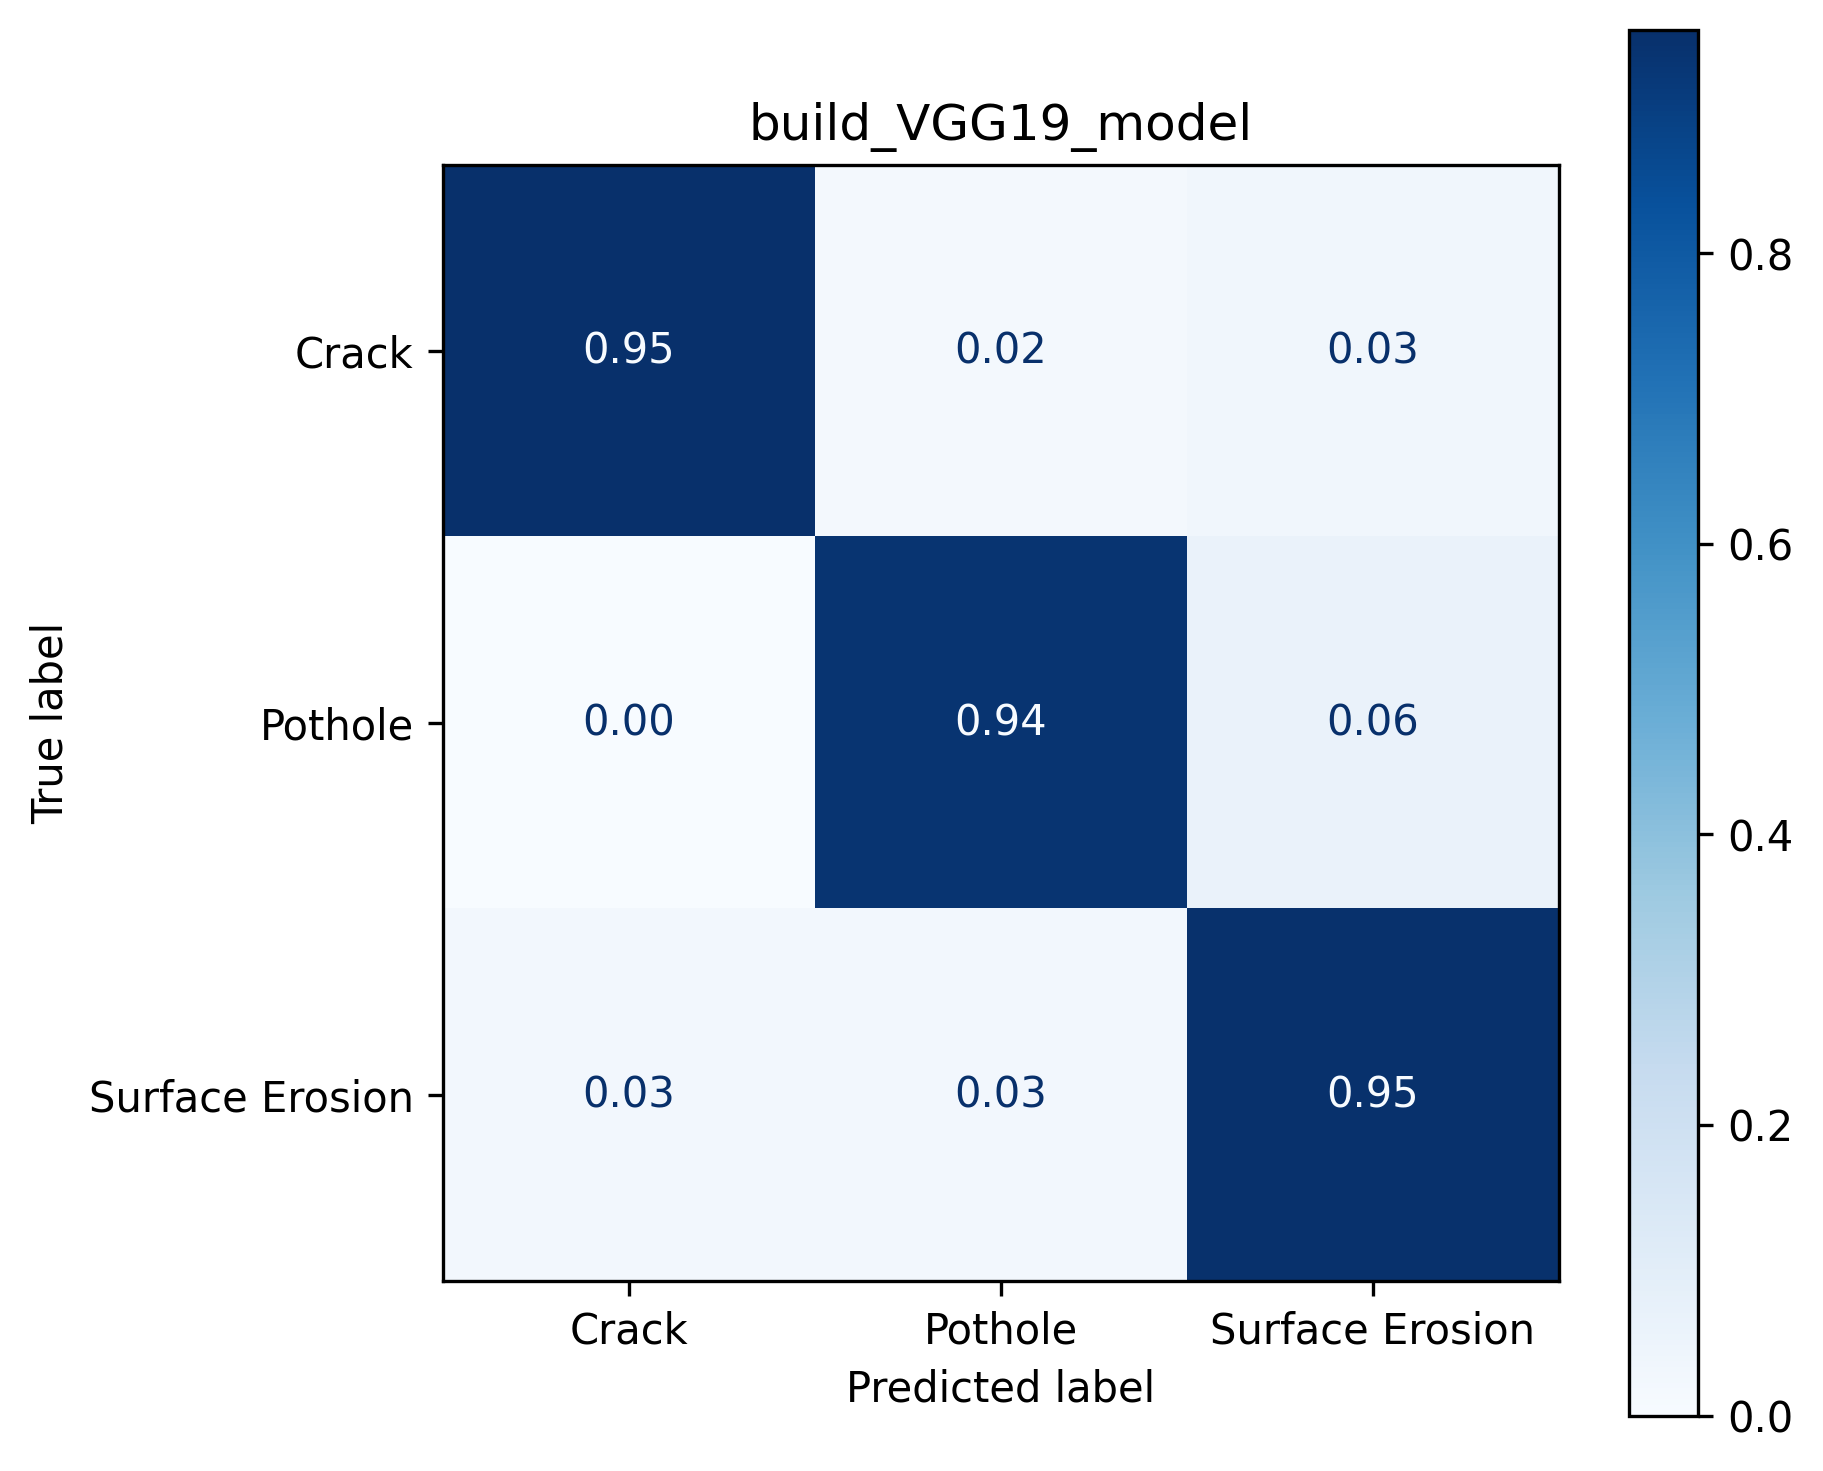 build_VGG19_model
True label
Crack
0.95 0.02 0.03
Pothole
0.00 0.94 0.06
Surface Erosion
0.03 0.03 0.95
Crack Pothole Surface Erosion
Predicted label
0.8
0.6
0.4
0.2
0.0